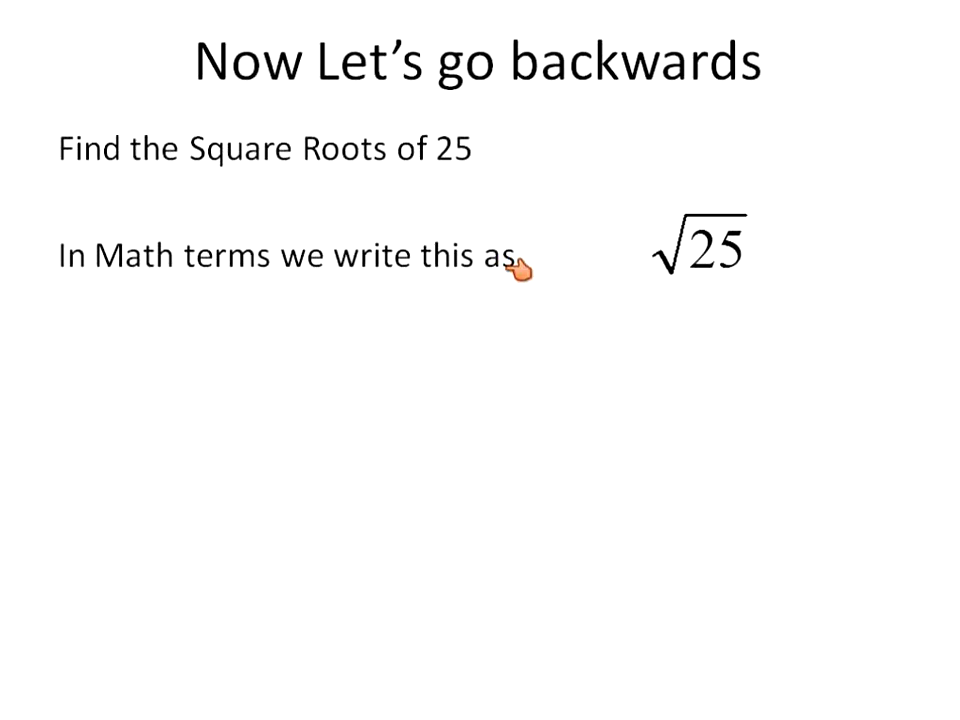 Now Let’s go backwards
Find the Square Roots of 25
In Math terms we write this as √25